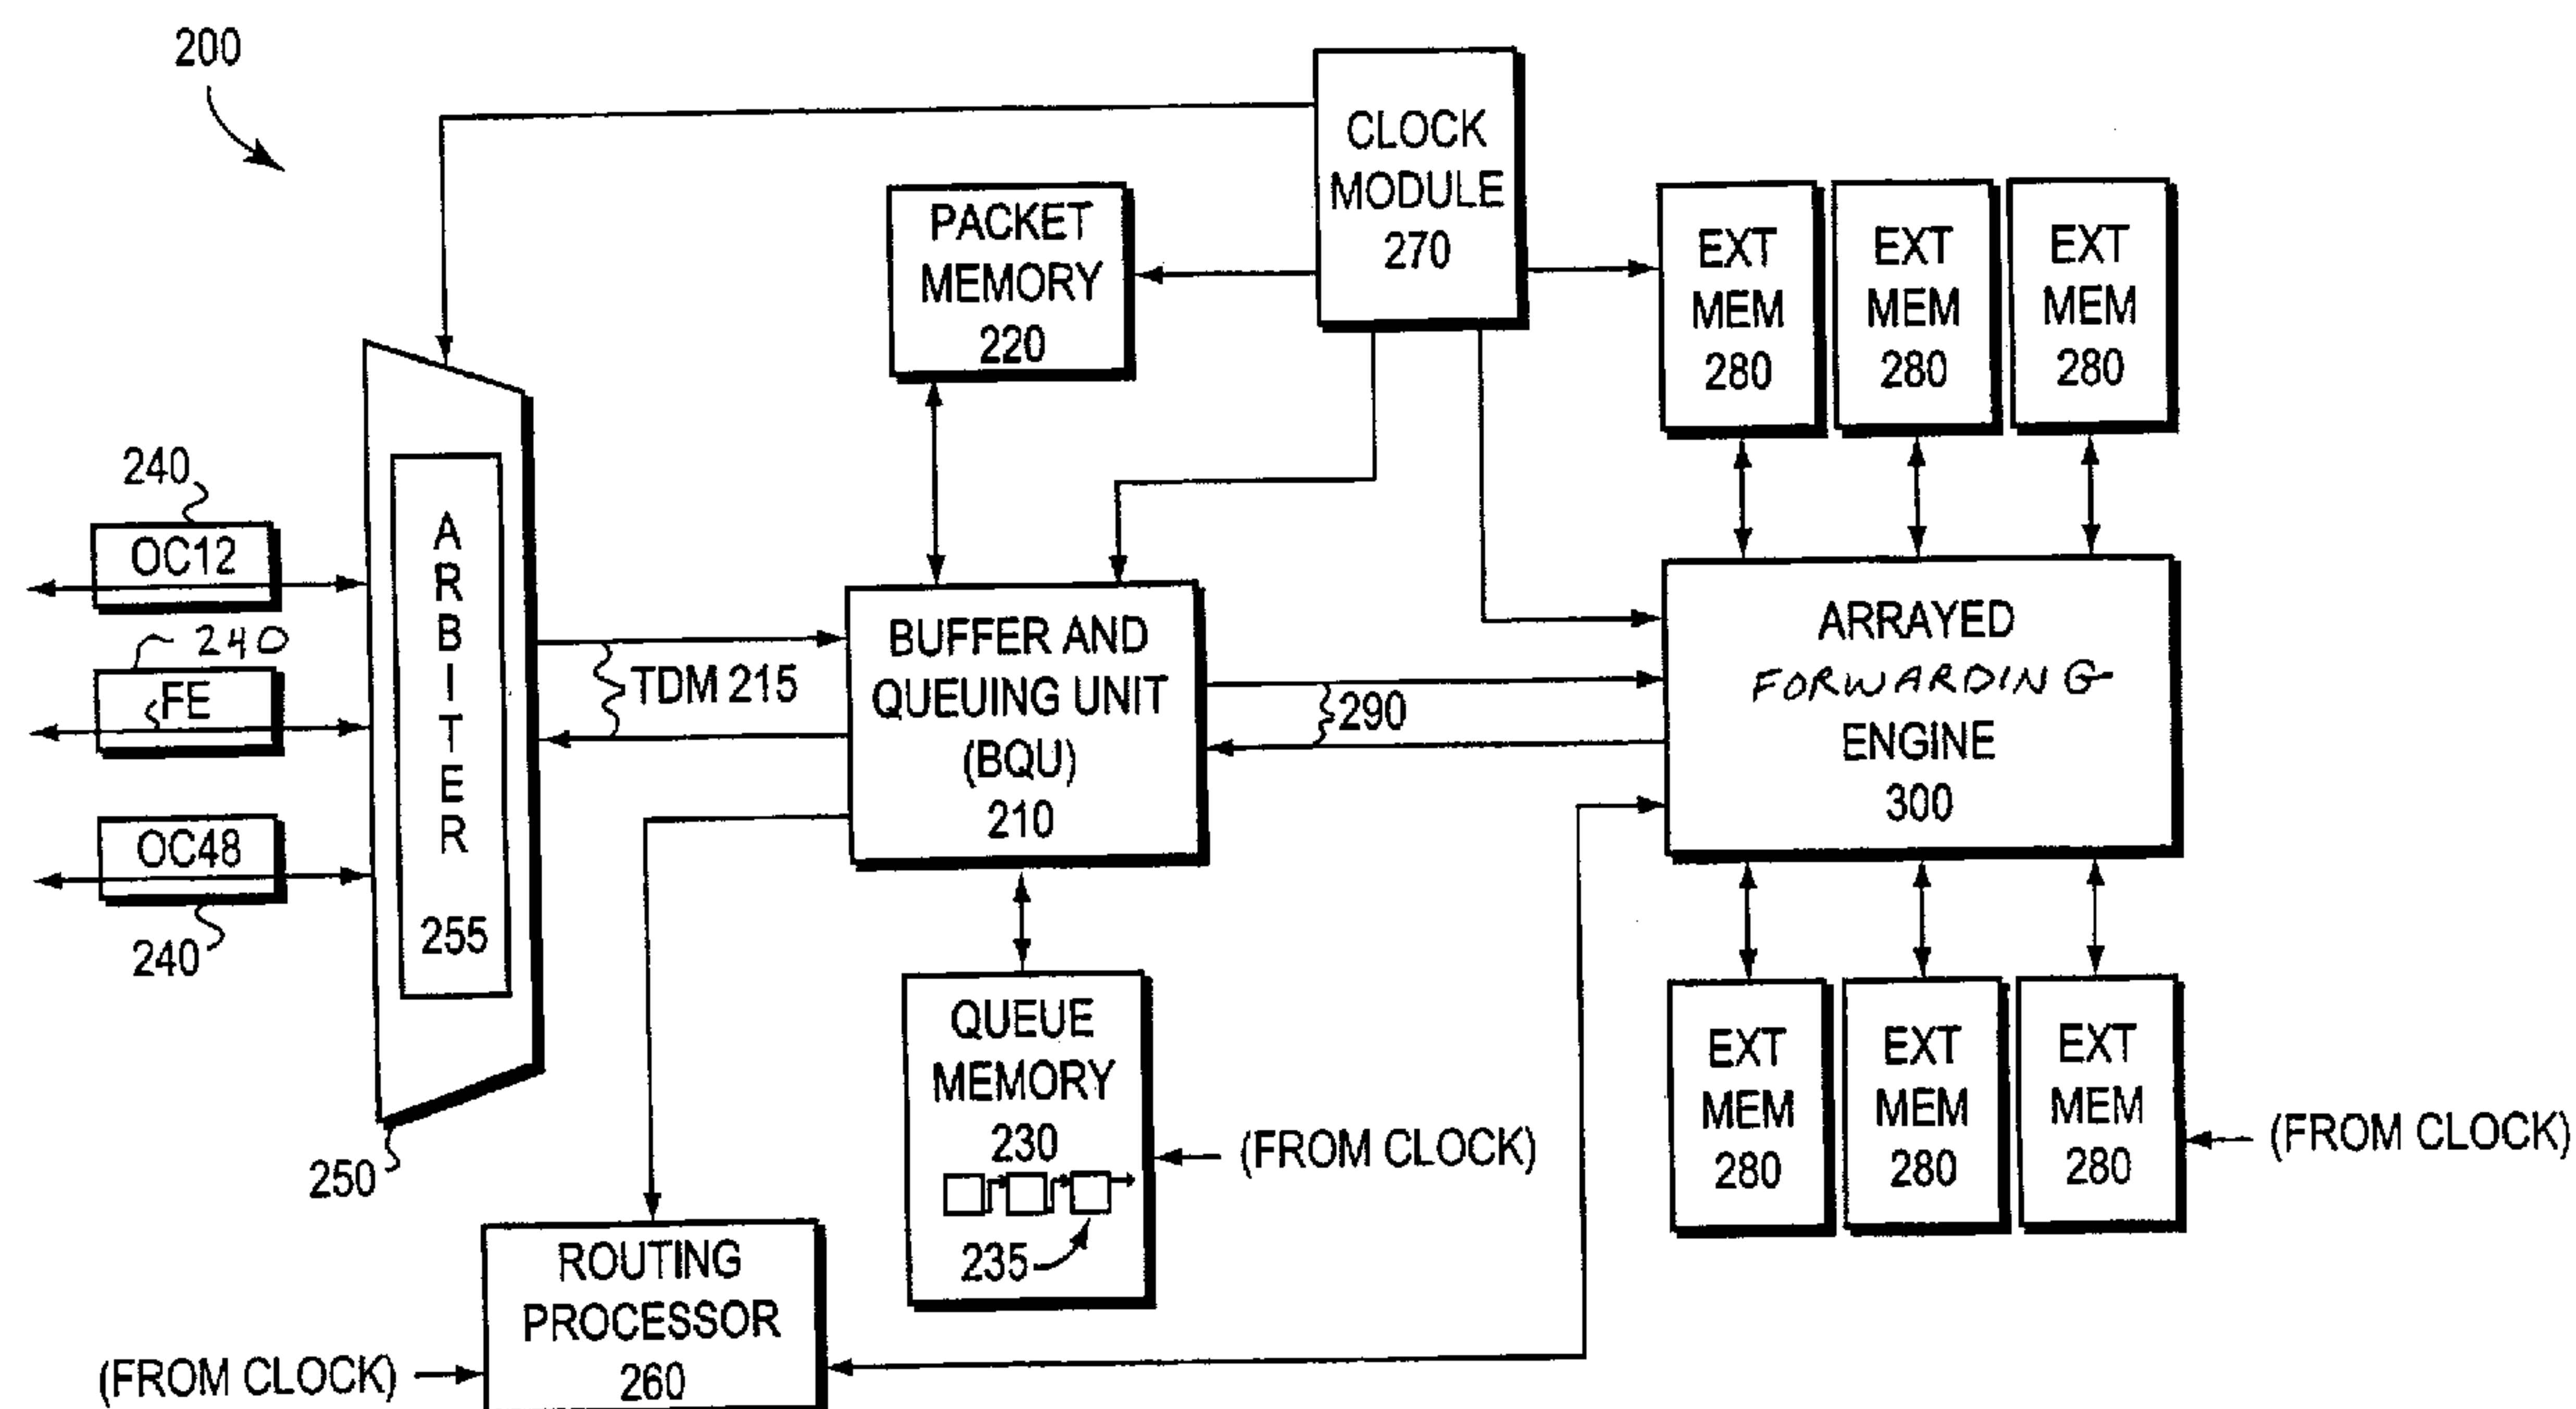 200
CLOCK
MODULE
270
PACKET
MEMORY
220
EXT
MEM
280
EXT
MEM
280
EXT
MEM
280
240
OC12
240
FE
OC48
240
A
R
B
I
T
E
R
255
250
TDM 215
BUFFER AND
QUEUING UNIT
(BQU)
210
290
ARRAYED
FORWARDING
ENGINE
300
QUEUE
MEMORY
230
235
(FROM CLOCK)
EXT
MEM
280
EXT
MEM
280
EXT
MEM
280
(FROM CLOCK)
ROUTING
PROCESSOR
260
(FROM CLOCK)